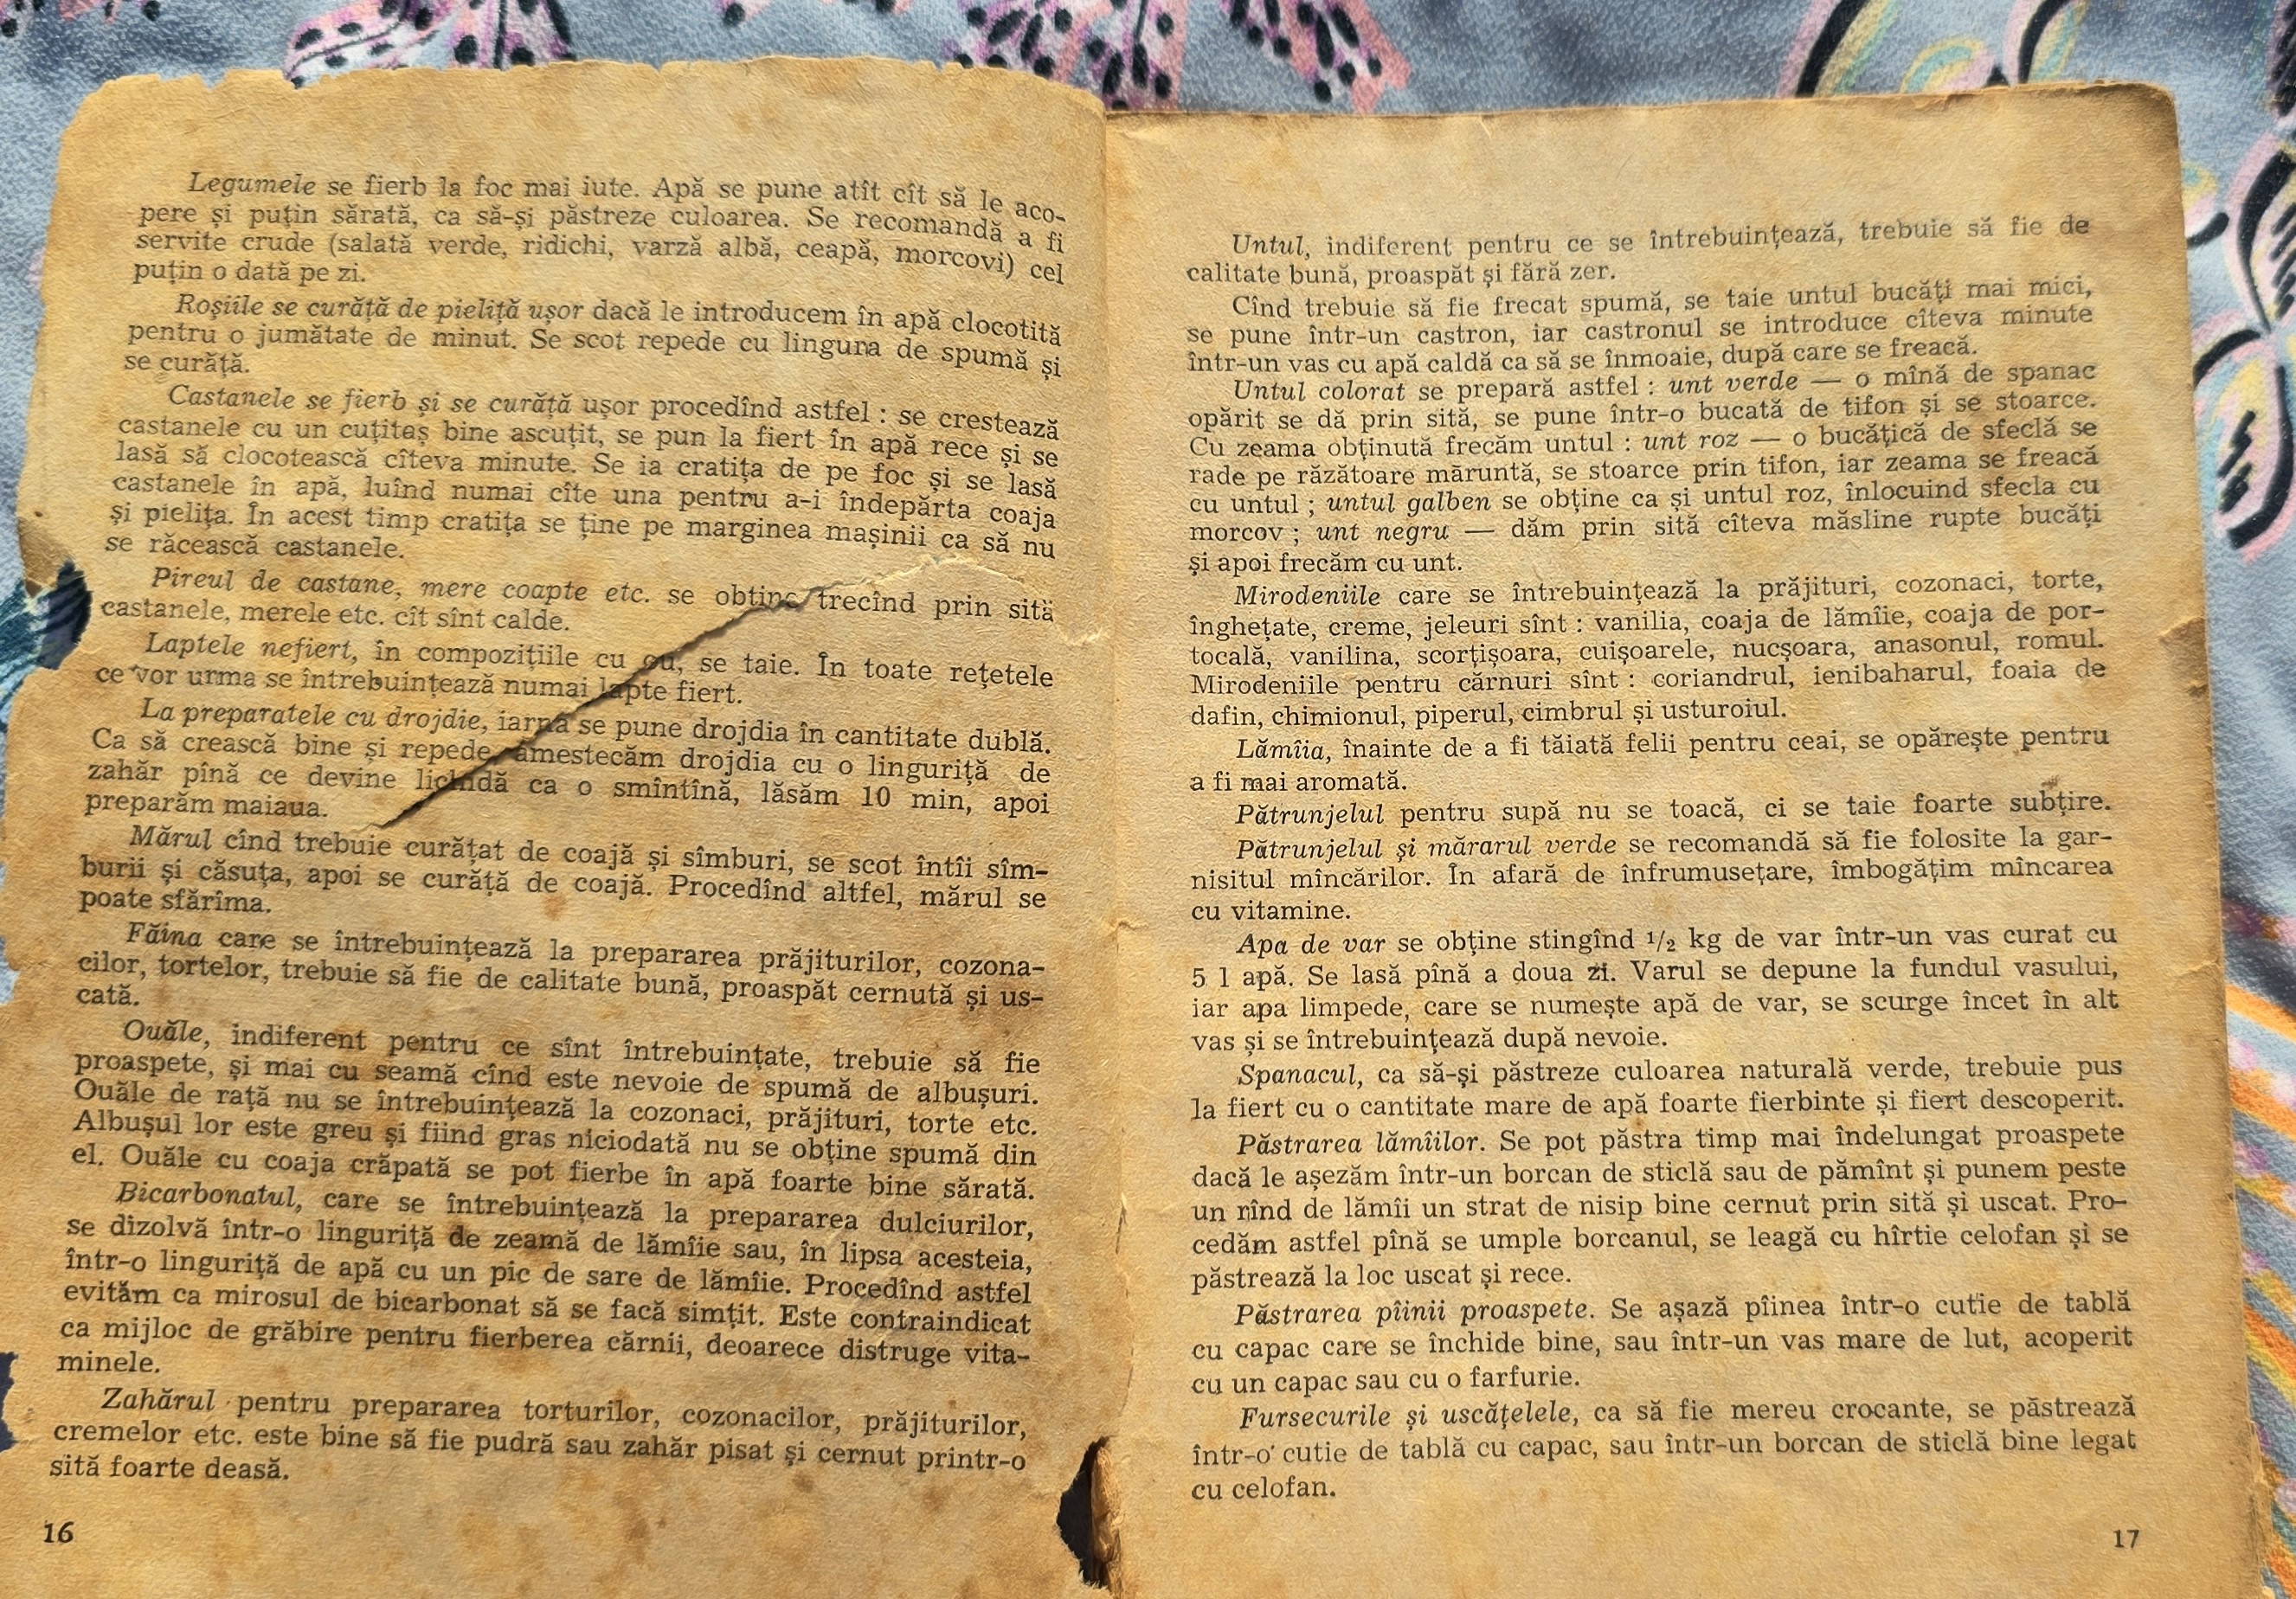 Legumele se fierb la foc mai iute. Apă se pune atît cît să le aco-
pere și puțin sărată, ca să-și păstreze culoarea. Se recomandă a fi
servite crude (salată verde, ridichi, varză albă, ceapă, morcovi) cel
puțin o dată pe zi.
Roșiile se curăță de pieliță ușor dacă le introducem în apă clocotită
pentru o jumătate de minut. Se scot repede cu lingura de spumă și
se curăță.
Castanele se fierb și se curăță ușor procedînd astfel : se crestează
castanele cu un cuțitaș bine ascuțit, se pun la fiert în apă rece și se
lasă să clocotească cîteva minute. Se ia cratița de pe foc și se lasă
castanele în apă, luînd numai cîte una pentru a-i îndepărta coaja
și pielița. În acest timp cratița se ține pe marginea mașinii ca să nu
se răcească castanele.
Pireul de castane, mere coapte etc. se obține trecînd prin sită
castanele, merele etc. cît sînt calde.
Laptele nefiert, în compozițiile cu ou, se taie. În toate rețetele
ce vor urma se întrebuințează numai lapte fiert.
La preparatele cu drojdie, iarna se pune drojdia în cantitate dublă.
Ca să crească bine și repede, amestecăm drojdia cu o linguriță de
zahăr pînă ce devine lichidă ca o smîntînă, lăsăm 10 min, apoi
preparăm maiaua.
Mărul cînd trebuie curățat de coajă și sîmburi, se scot întîi sîm-
burii și căsuța, apoi se curăță de coajă. Procedînd altfel, mărul se
poate sfărîma.
Făina care se întrebuințează la prepararea prăjiturilor, cozona-
cilor, tortelor, trebuie să fie de calitate bună, proaspăt cernută și us-
cată.
Ouăle, indiferent pentru ce sînt întrebuințate, trebuie să fie
proaspete, și mai cu seamă cînd este nevoie de spumă de albușuri.
Ouăle de rață nu se întrebuințează la cozonaci, prăjituri, torte etc.
Albușul lor este greu și fiind gras niciodată nu se obține spumă din
el. Ouăle cu coaja crăpată se pot fierbe în apă foarte bine sărată.
Bicarbonatul, care se întrebuințează la prepararea dulciurilor,
se dizolvă într-o linguriță de zeamă de lămîie sau, în lipsa acesteia,
într-o linguriță de apă cu un pic de sare de lămîie. Procedînd astfel
evităm ca mirosul de bicarbonat să se facă simțit. Este contraindicat
ca mijloc de grăbire pentru fierberea cărnii, deoarece distruge vita-
minele.
Zahărul pentru prepararea torturilor, cozonacilor, prăjiturilor,
cremelor etc. este bine să fie pudră sau zahăr pisat și cernut printr-o
sită foarte deasă.
16
Untul, indiferent pentru ce se întrebuințează, trebuie să fie de
calitate bună, proaspăt și fără zer.
Cînd trebuie să fie frecat spumă, se taie untul bucăți mai mici,
se pune într-un castron, iar castronul se introduce cîteva minute
într-un vas cu apă caldă ca să se înmoaie, după care se freacă.
Untul colorat se prepară astfel : unt verde — o mînă de spanac
opărit se dă prin sită, se pune într-o bucată de tifon și se stoarce.
Cu zeama obținută frecăm untul : unt roz — o bucățică de sfeclă se
rade pe răzătoare măruntă, se stoarce prin tifon, iar zeama se freacă
cu untul ; untul galben se obține ca și untul roz, înlocuind sfecla cu
morcov ; unt negru — dăm prin sită cîteva măsline rupte bucăți
și apoi frecăm cu unt.
Mirodeniile care se întrebuințează la prăjituri, cozonaci, torte,
înghețate, creme, jeleuri sînt : vanilia, coaja de lămîie, coaja de por-
tocală, vanilina, scorțișoara, cuișoarele, nucșoara, anasonul, romul.
Mirodeniile pentru cărnuri sînt : coriandrul, ienibaharul, foaia de
dafin, chimionul, piperul, cimbrul și usturoiul.
Lămîia, înainte de a fi tăiată felii pentru ceai, se opărește pentru
a fi mai aromată.
Pătrunjelul pentru supă nu se toacă, ci se taie foarte subțire.
Pătrunjelul și mărarul verde se recomandă să fie folosite la gar-
nisitul mîncărilor. În afară de înfrumusețare, îmbogățim mîncarea
cu vitamine.
Apa de var se obține stingînd 1/2 kg de var într-un vas curat cu
5 l apă. Se lasă pînă a doua zi. Varul se depune la fundul vasului,
iar apa limpede, care se numește apă de var, se scurge încet în alt
vas și se întrebuințează după nevoie.
Spanacul, ca să-și păstreze culoarea naturală verde, trebuie pus
la fiert cu o cantitate mare de apă foarte fierbinte și fiert descoperit.
Păstrarea lămîilor. Se pot păstra timp mai îndelungat proaspete
dacă le așezăm într-un borcan de sticlă sau de pămînt și punem peste
un rînd de lămîi un strat de nisip bine cernut prin sită și uscat. Pro-
cedăm astfel pînă se umple borcanul, se leagă cu hîrtie celofan și se
păstrează la loc uscat și rece.
Păstrarea pîinii proaspete. Se așază pîinea într-o cutie de tablă
cu capac care se închide bine, sau într-un vas mare de lut, acoperit
cu un capac sau cu o farfurie.
Fursecurile și uscățelele, ca să fie mereu crocante, se păstrează
într-o cutie de tablă cu capac, sau într-un borcan de sticlă bine legat
cu celofan.
17